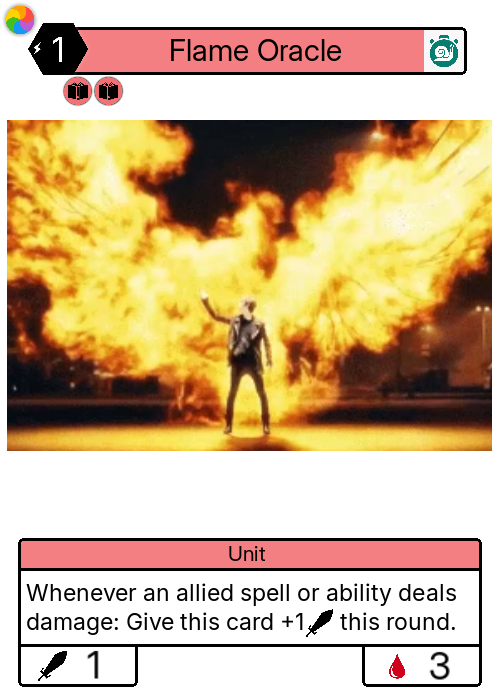 1
Flame Oracle
Unit
Whenever an allied spell or ability deals
damage: Give this card +1 this round.
1
3